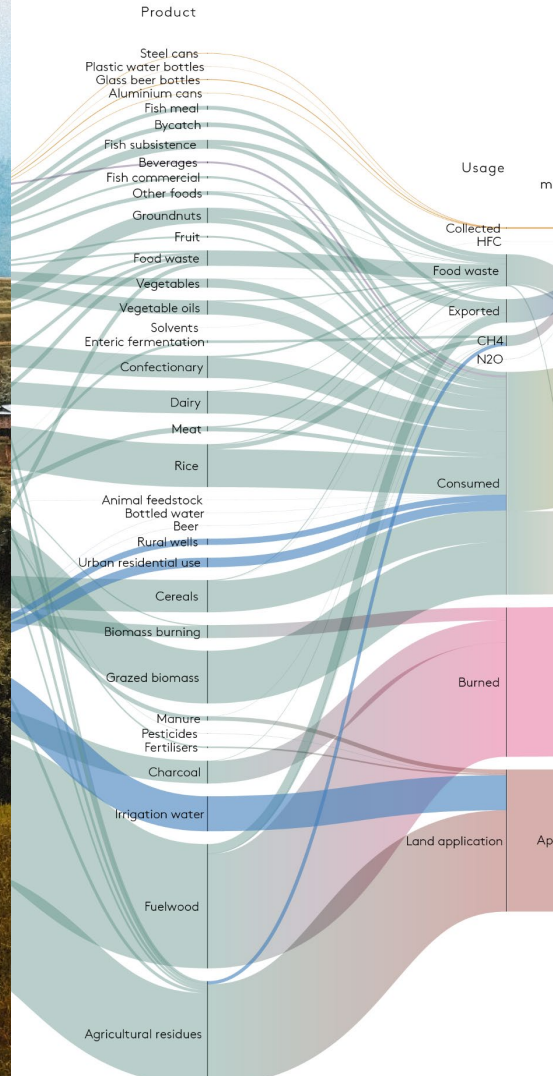 Product
Steel cans
Plastic water bottles
Glass beer bottles
Aluminium cans
Fish meal
Bycatch
Fish subsistence
Beverages
Fish commercial
Other foods
Groundnuts
Fruit
Food waste
Vegetables
Vegetable oils
Solvents
Enteric fermentation
Confectionary
Dairy
Meat
Rice
Animal feedstock
Bottled water
Beer
Rural wells
Urban residential use
Cereals
Biomass burning
Grazed biomass
Manure
Pesticides
Fertilisers
Charcoal
Irrigation water
Fuelwood
Agricultural residues
Usage
Collected
HFC
Food waste
Exported
CH4
N2O
Consumed
Burned
Land application
m
Ap